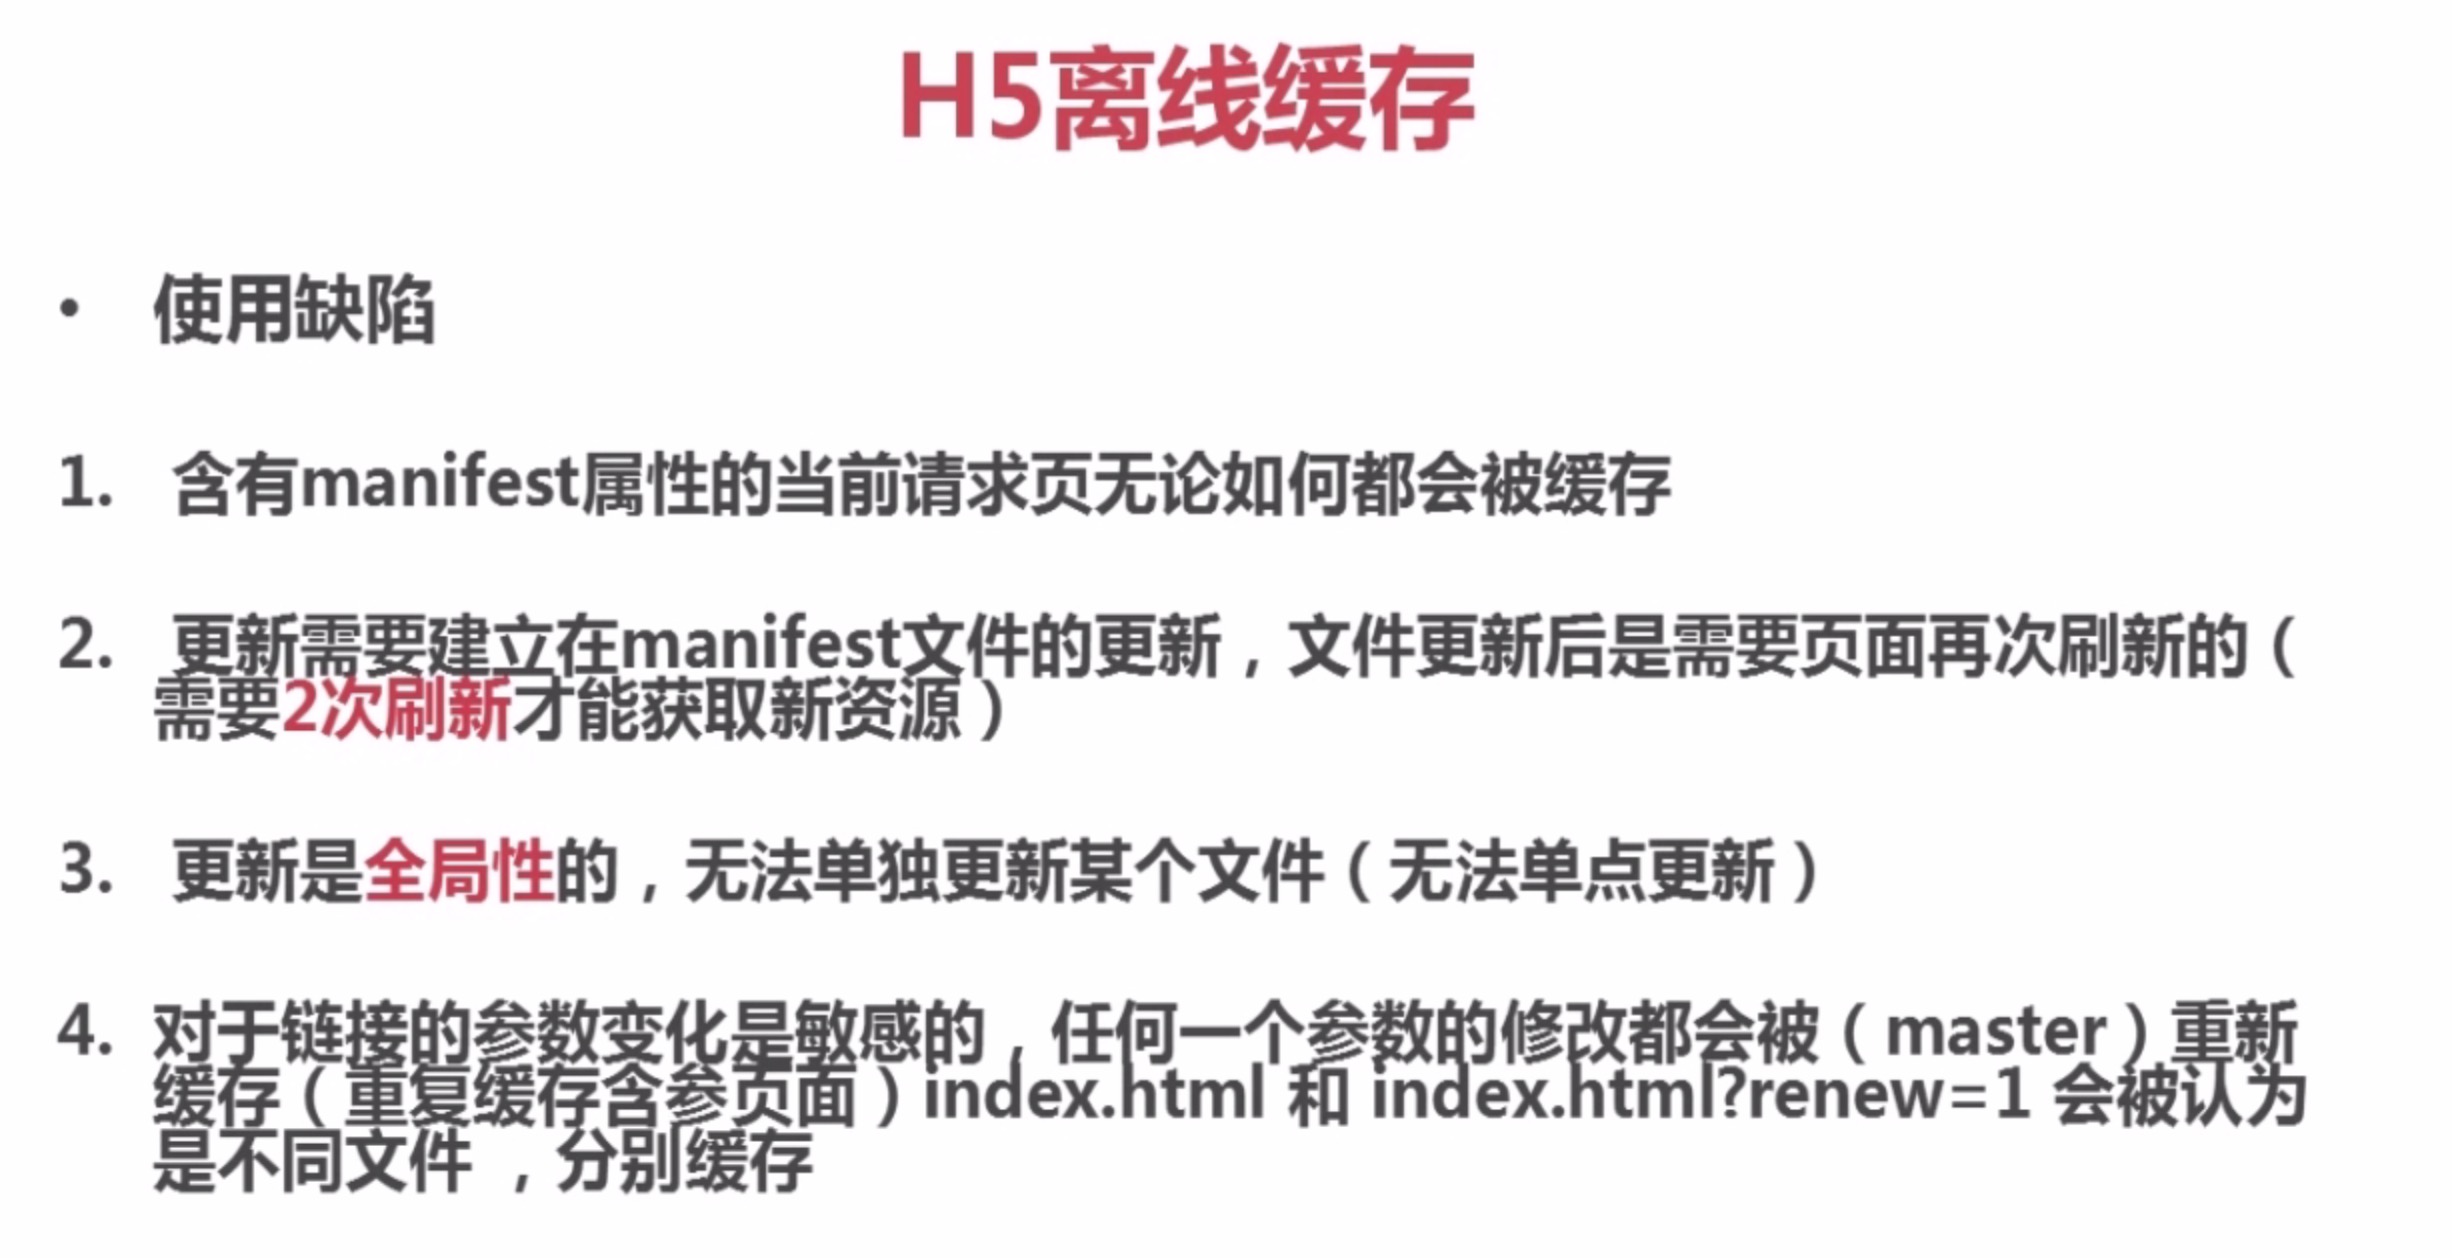 H5离线缓存
• 使用缺陷
1. 含有manifest属性的当前请求页无论如何都会被缓存
2. 更新需要建立在manifest文件的更新，文件更新后是需要页面再次刷新的（
需要2次刷新才能获取新资源）
3. 更新是全局性的，无法单独更新某个文件（无法单点更新）
4. 对于链接的参数变化是敏感的，任何一个参数的修改都会被（master）重新
缓存（重复缓存含参页面）index.html 和 index.html?renew=1 会被认为
是不同文件 ，分别缓存